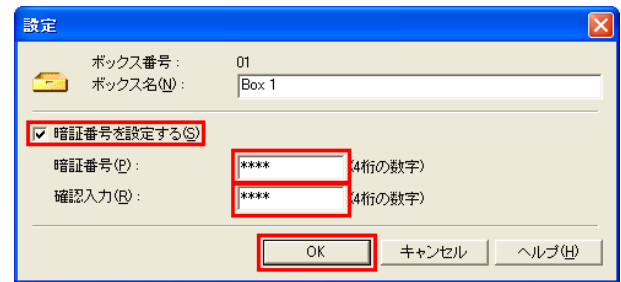 設定
ボックス番号： 01
ボックス名(N)： Box 1
暗証番号を設定する(S)
暗証番号(P)： **** (4桁の数字)
確認入力(R)： **** (4桁の数字)
OK キャンセル ヘルプ(H)